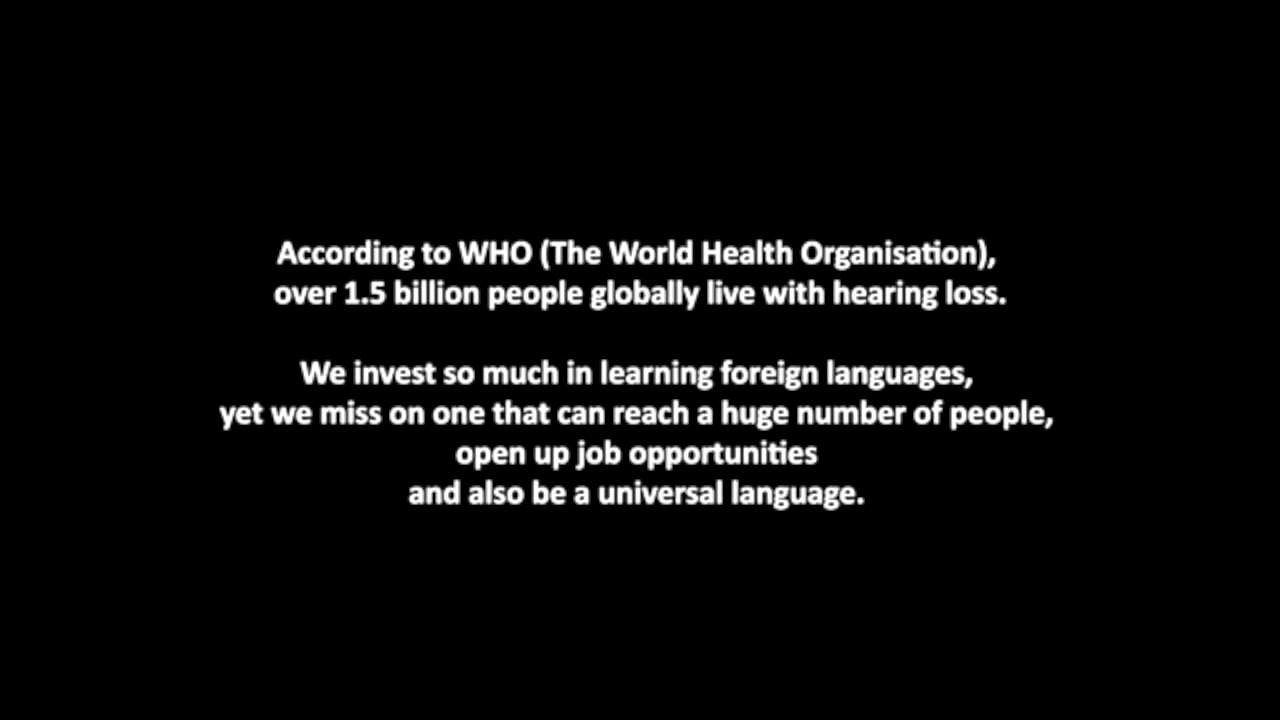 According to WHO (The World Health Organisation),
over 1.5 billion people globally live with hearing loss.
We invest so much in learning foreign languages,
yet we miss on one that can reach a huge number of people,
open up job opportunities
and also be a universal language.